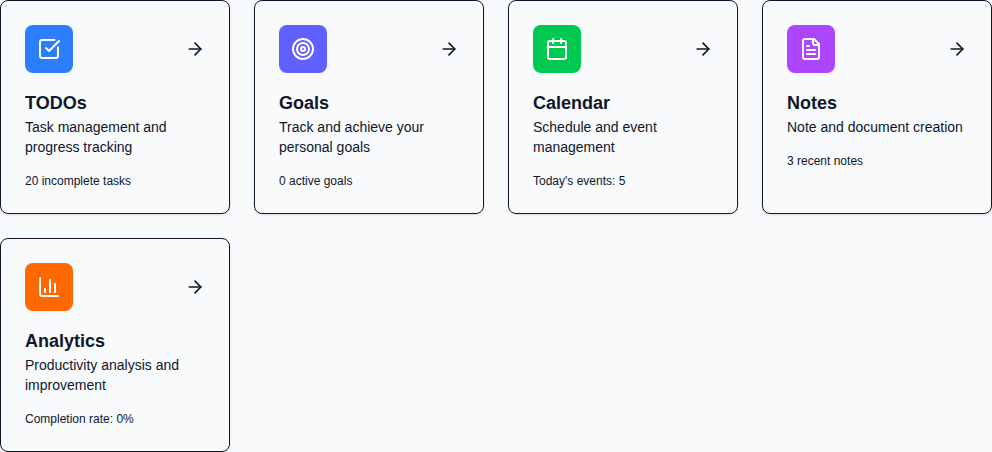 TODOs
Task management and
progress tracking
20 incomplete tasks
Goals
Track and achieve your
personal goals
0 active goals
Calendar
Schedule and event
management
Today's events: 5
Notes
Note and document creation
3 recent notes
Analytics
Productivity analysis and
improvement
Completion rate: 0%